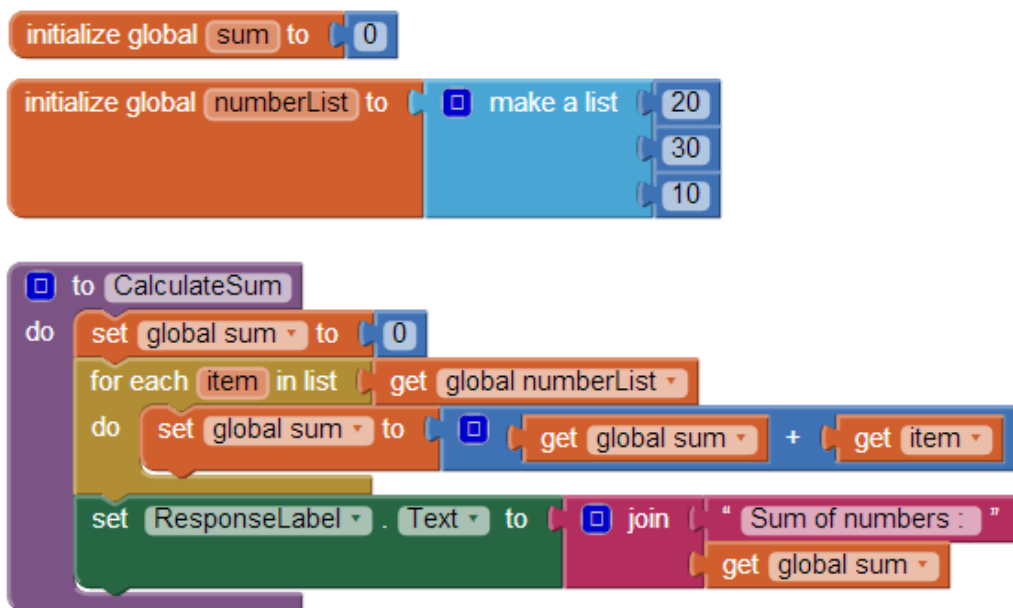 initialize global sum to 0
initialize global numberList to make a list 20
30
10
to CalculateSum
do set global sum to 0
for each item in list get global numberList
do set global sum to get global sum + get item
set ResponseLabel . Text to join " Sum of numbers : "
get global sum